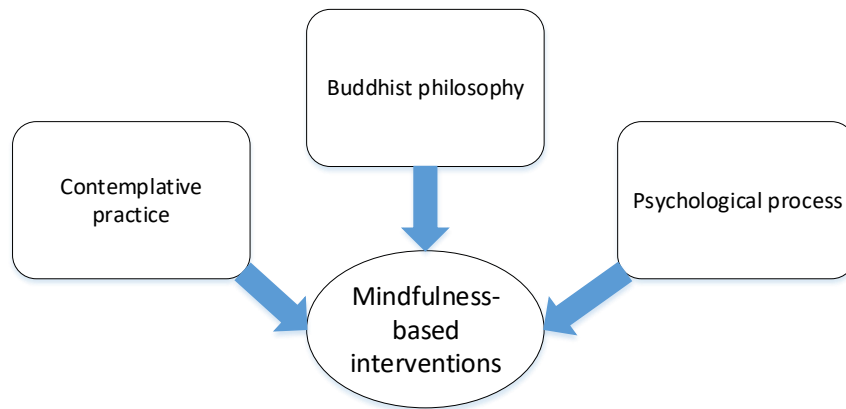 Buddhist philosophy
Contemplative
practice
Psychological process
Mindfulness-
based
interventions